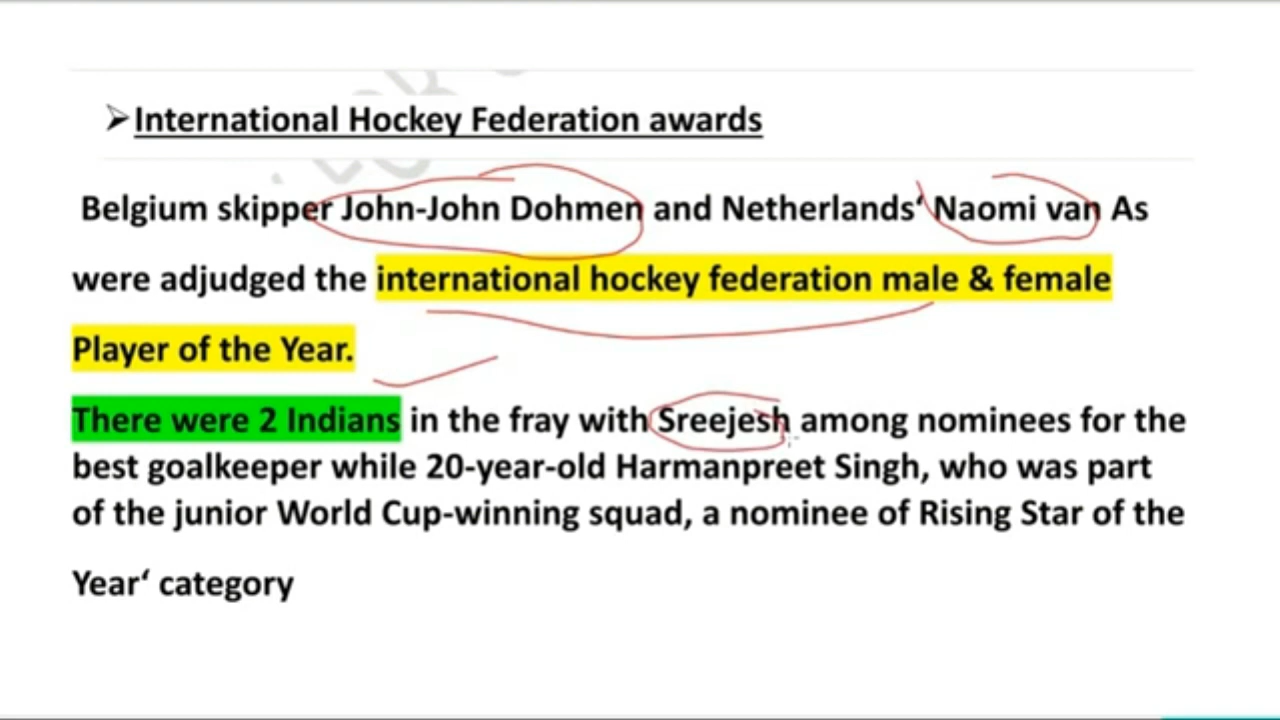 ➢International Hockey Federation awards
Belgium skipper John-John Dohmen and Netherlands‘ Naomi van As
were adjudged the international hockey federation male & female
Player of the Year.
There were 2 Indians in the fray with Sreejesh among nominees for the
best goalkeeper while 20-year-old Harmanpreet Singh, who was part
of the junior World Cup-winning squad, a nominee of Rising Star of the
Year‘ category